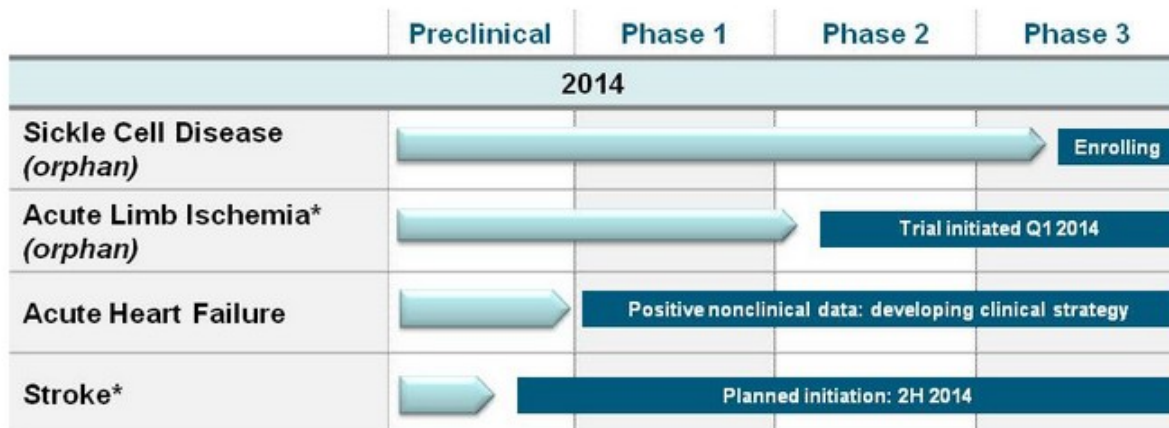 Preclinical Phase 1 Phase 2 Phase 3
2014
Sickle Cell Disease
(orphan)
Enrolling
Acute Limb Ischemia*
(orphan)
Trial initiated Q1 2014
Acute Heart Failure
Positive nonclinical data: developing clinical strategy
Stroke*
Planned initiation: 2H 2014